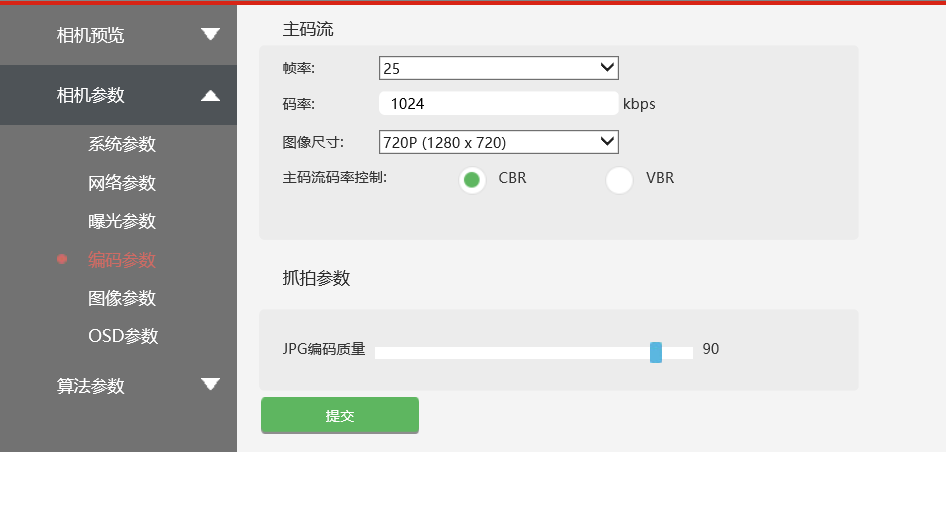 相机预览
相机参数
系统参数
网络参数
曝光参数
编码参数
图像参数
OSD参数
算法参数
主码流
帧率: 25
码率: 1024 kbps
图像尺寸: 720P (1280 x 720)
主码流码率控制: CBR VBR
抓拍参数
JPG编码质量 90
提交